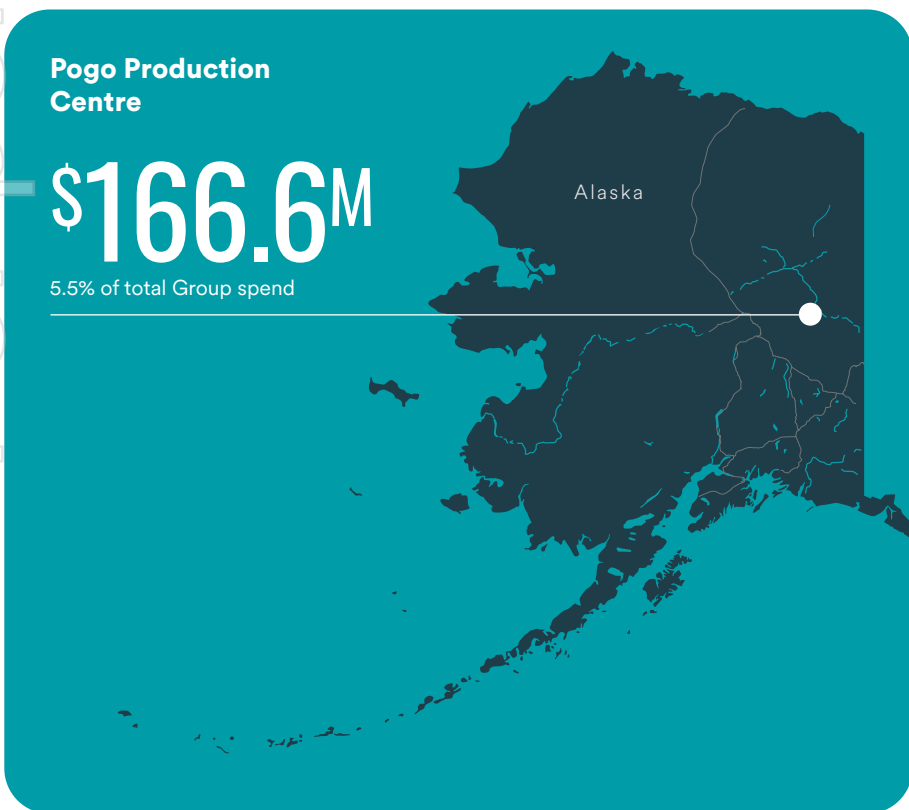 Pogo Production
Centre
$166.6M
5.5% of total Group spend
Alaska